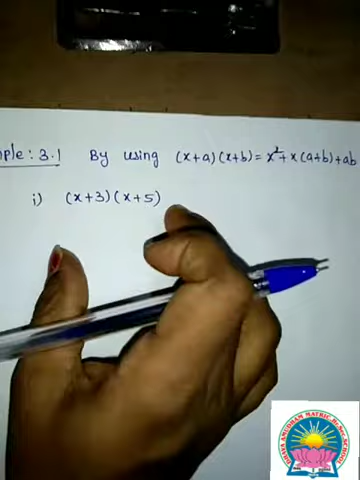 ple: 3.1 By using (x+a)(x+b) = x²+x(a+b)+ab
i) (x+3)(x+5)